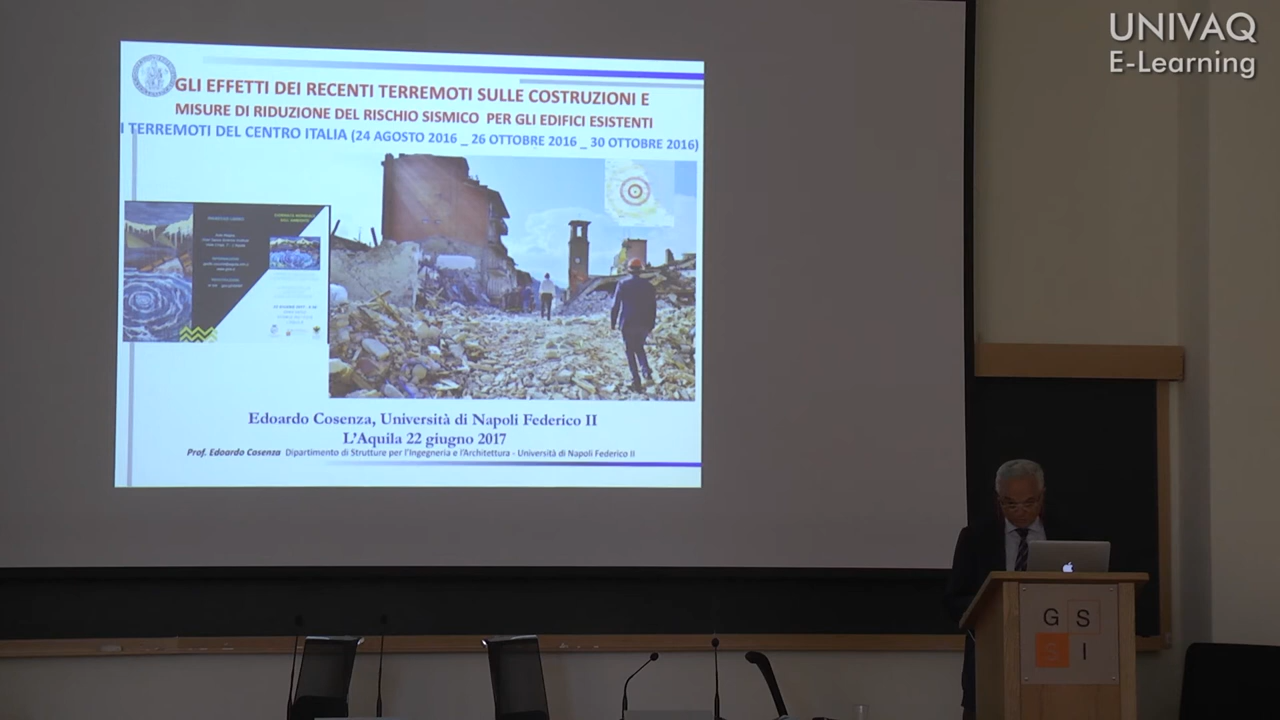 UNIVAQ
E-Learning
GLI EFFETTI DEI RECENTI TERREMOTI SULLE COSTRUZIONI E
MISURE DI RIDUZIONE DEL RISCHIO SISMICO PER GLI EDIFICI ESISTENTI
I TERREMOTI DEL CENTRO ITALIA (24 AGOSTO 2016 _ 26 OTTOBRE 2016 _ 30 OTTOBRE 2016)
Edoardo Cosenza, Università di Napoli Federico II
L'Aquila 22 giugno 2017
Prof. Edoardo Cosenza Dipartimento di Strutture per l'Ingegneria e l'Architettura - Università di Napoli Federico II
G S
S I